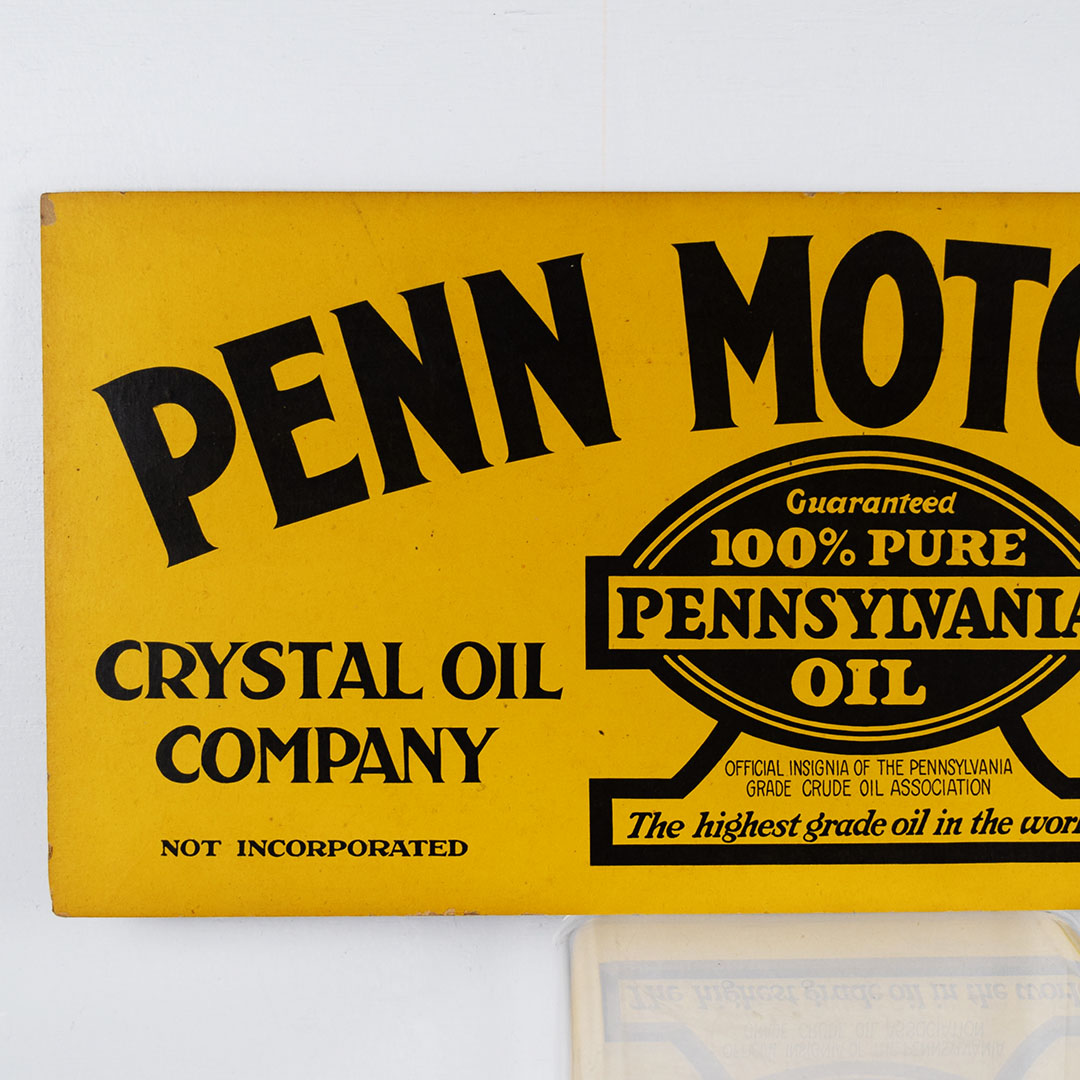 PENN MOTO
Guaranteed
100% PURE
PENNSYLVANIA
OIL
CRYSTAL OIL
COMPANY
NOT INCORPORATED
OFFICIAL INSIGNIA OF THE PENNSYLVANIA
GRADE CRUDE OIL ASSOCIATION
The highest grade oil in the worl